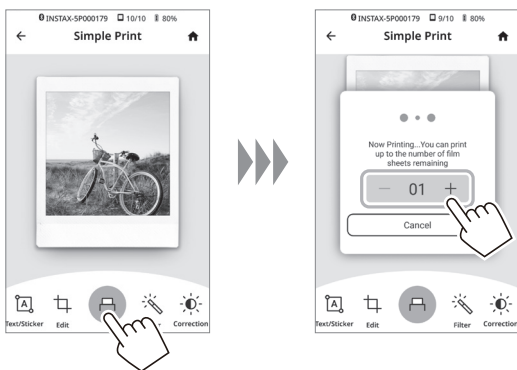 INSTAX-5P000179 10/10 80%
Simple Print
A
Text/Sticker Edit r Correction
INSTAX-5P000179 9/10 80%
Simple Print
Now Printing...You can print
up to the number of film
sheets remaining
— 01 +
Cancel
A
Text/Sticker Edit Filter Correction